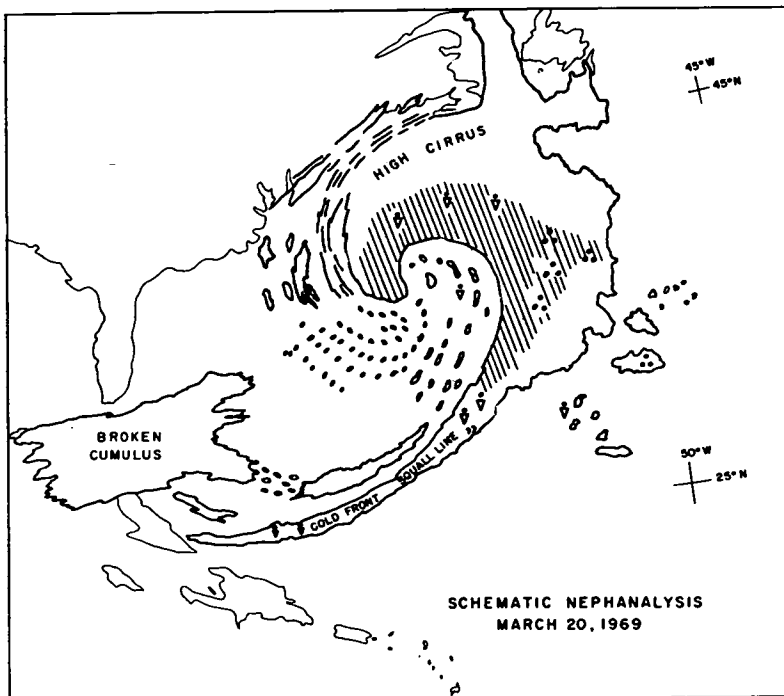 45° W
45° N
HIGH CIRRUS
BROKEN
CUMULUS
SQUALL LINE
50° W
25° N
COLD FRONT
SCHEMATIC NEPHANALYSIS
MARCH 20, 1969